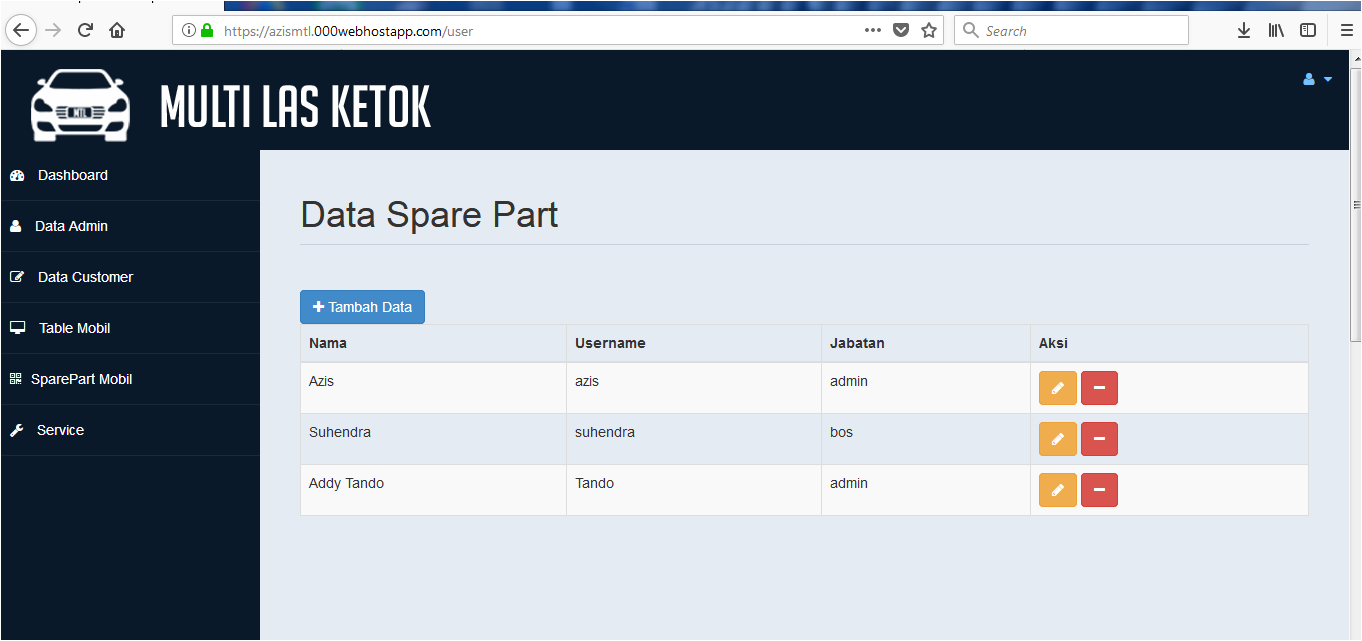 https://azismtl.000webhostapp.com/user
Search
MTL
MULTI LAS KETOK
Dashboard
Data Admin
Data Customer
Table Mobil
SparePart Mobil
Service
Data Spare Part
Tambah Data
Nama Username Jabatan Aksi
Azis azis admin
Suhendra suhendra bos
Addy Tando Tando admin